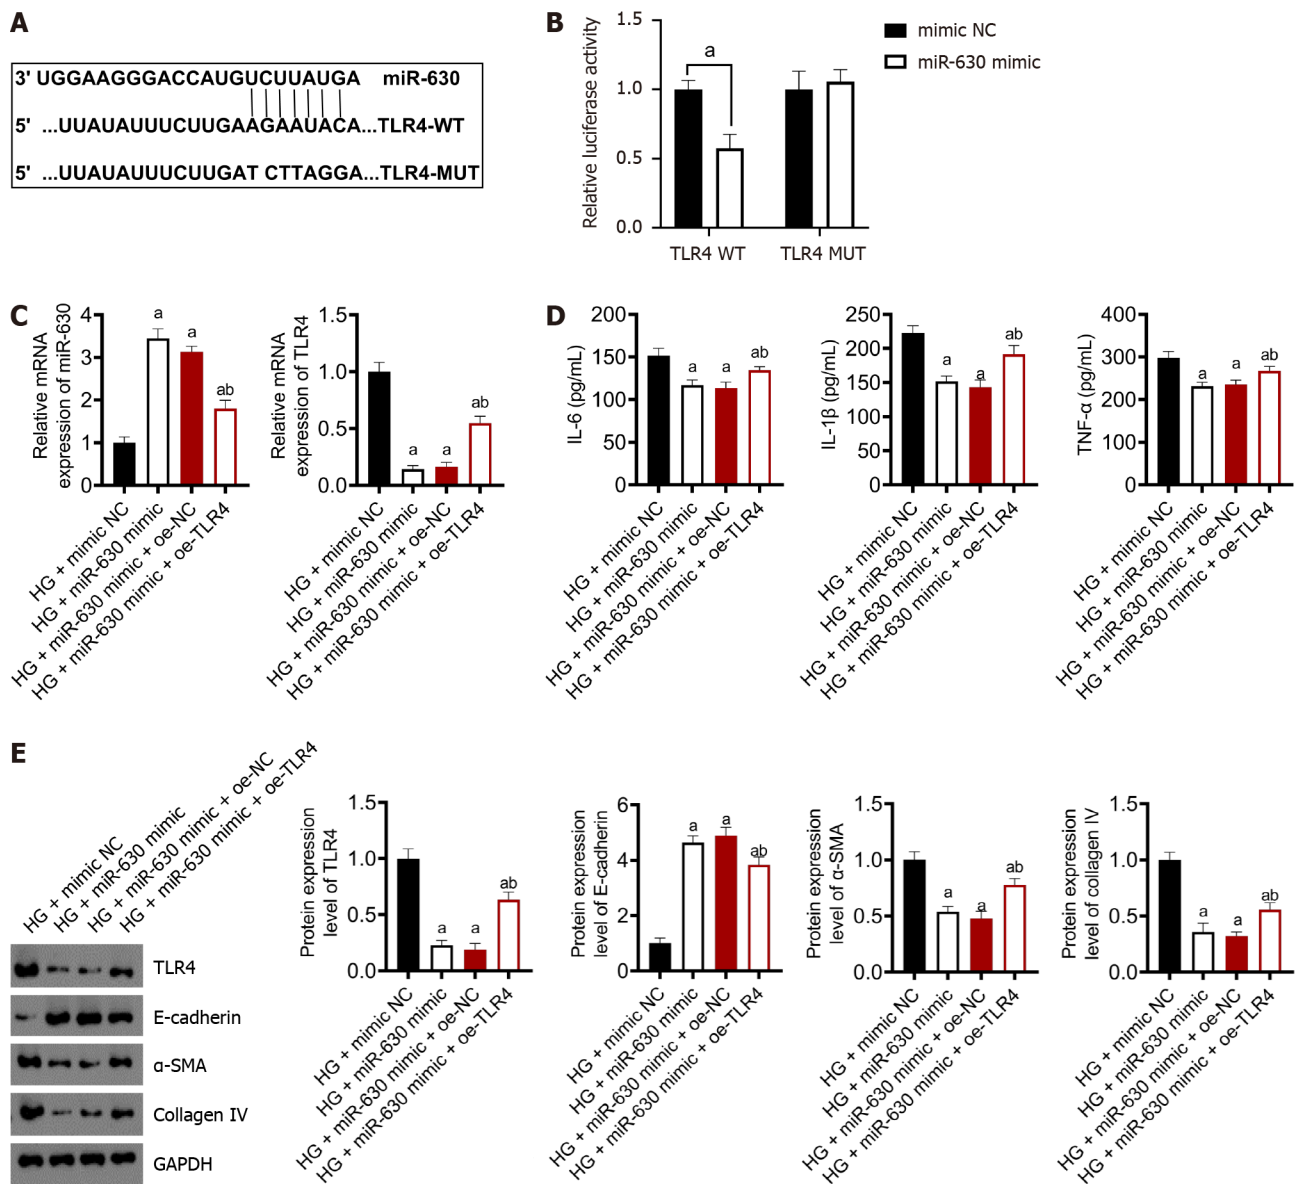 A
3' UGGAAGGGACCAUGUCUUAUGA miR-630
5' ...UUAUAUUUCUUGAAGAAUACA...TLR4-WT
5' ...UUAUAUUUCUUGAT CTTAGGA...TLR4-MUT
B
Relative luciferase activity
1.5
1.0
0.5
0.0
a
TLR4 WT
TLR4 MUT
mimic NC
miR-630 mimic
C
Relative mRNA
expression of miR-630
4
3
2
1
0
a
a
ab
HG + mimic NC
HG + miR-630 mimic
HG + miR-630 mimic + oe-NC
HG + miR-630 mimic + oe-TLR4
Relative mRNA
expression of TLR4
1.5
1.0
0.5
0.0
a
a
ab
HG + mimic NC
HG + miR-630 mimic
HG + miR-630 mimic + oe-NC
HG + miR-630 mimic + oe-TLR4
D
IL-6 (pg/mL)
200
150
100
50
0
a
a
ab
HG + mimic NC
HG + miR-630 mimic
HG + miR-630 mimic + oe-NC
HG + miR-630 mimic + oe-TLR4
IL-1β (pg/mL)
250
200
150
100
50
0
a
a
ab
HG + mimic NC
HG + miR-630 mimic
HG + miR-630 mimic + oe-NC
HG + miR-630 mimic + oe-TLR4
TNF-α (pg/mL)
400
300
200
100
0
a
a
ab
HG + mimic NC
HG + miR-630 mimic
HG + miR-630 mimic + oe-NC
HG + miR-630 mimic + oe-TLR4
E
HG + mimic NC
HG + miR-630 mimic
HG + miR-630 mimic + oe-NC
HG + miR-630 mimic + oe-TLR4
TLR4
E-cadherin
α-SMA
Collagen IV
GAPDH
Protein expression
level of TLR4
1.5
1.0
0.5
0.0
a
a
ab
HG + mimic NC
HG + miR-630 mimic
HG + miR-630 mimic + oe-NC
HG + miR-630 mimic + oe-TLR4
Protein expression
level of E-cadherin
6
4
2
0
a
a
ab
HG + mimic NC
HG + miR-630 mimic
HG + miR-630 mimic + oe-NC
HG + miR-630 mimic + oe-TLR4
Protein expression
level of α-SMA
1.5
1.0
0.5
0.0
a
a
ab
HG + mimic NC
HG + miR-630 mimic
HG + miR-630 mimic + oe-NC
HG + miR-630 mimic + oe-TLR4
Protein expression
level of collagen IV
1.5
1.0
0.5
0.0
a
a
ab
HG + mimic NC
HG + miR-630 mimic
HG + miR-630 mimic + oe-NC
HG + miR-630 mimic + oe-TLR4